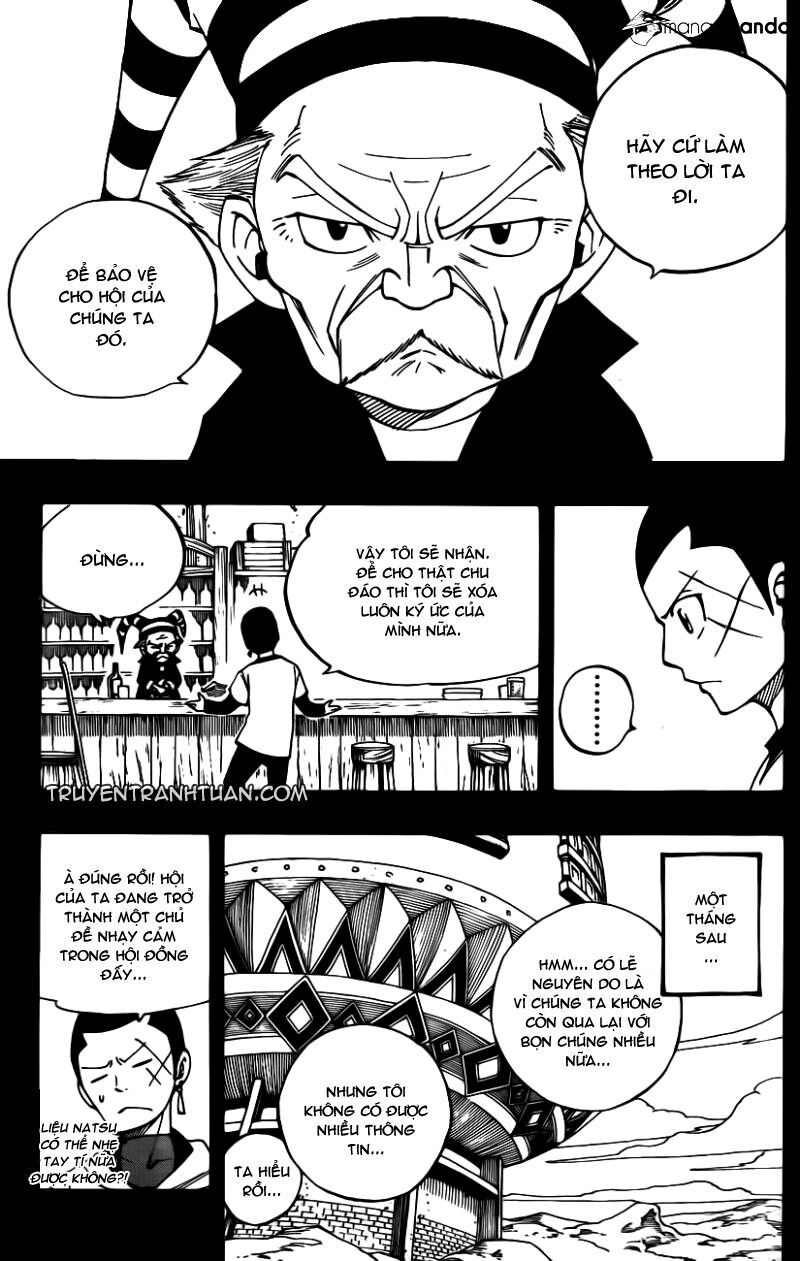 HÃY CỨ LÀM
THEO LỜI TA
ĐI.
ĐỂ BẢO VỆ
CHO HỘI CỦA
CHÚNG TA
ĐÓ.
ĐỪNG...
VẬY TÔI SẼ NHẬN.
ĐỂ CHO THẬT CHU
ĐÁO THÌ TÔI SẼ XÓA
LUÔN KÝ ỨC CỦA
MÌNH NỮA.
TRUYENTRANHTUAN.COM
MỘT
THÁNG
SAU
...
HMM... CÓ LẼ
NGUYÊN DO LÀ
VÌ CHÚNG TA KHÔNG
CÒN QUA LẠI VỚI
BỌN CHÚNG NHIỀU
NỮA...
NHƯNG TÔI
KHÔNG CÓ ĐƯỢC
NHIỀU THÔNG
TIN...
TA HIỂU
RỒI...
À ĐÚNG RỒI! HỘI
CỦA TA ĐANG TRỞ
THÀNH MỘT CHỦ
ĐỀ NHẠY CẢM
TRONG HỘI ĐỒNG
ĐẤY...
LIỆU NATSU
CÓ THỂ NHẸ
TAY TÍ NỮA
ĐƯỢC KHÔNG?!